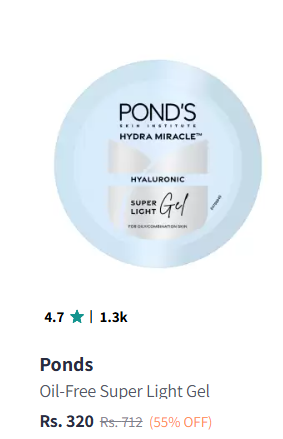 POND'S
SKIN INSTITUTE
HYDRA MIRACLE™
HYALURONIC
SUPER LIGHT Gel
FOR OILY/COMBINATION SKIN
4.7 ★ | 1.3k
Ponds
Oil-Free Super Light Gel
Rs. 320 Rs. 712 (55% OFF)